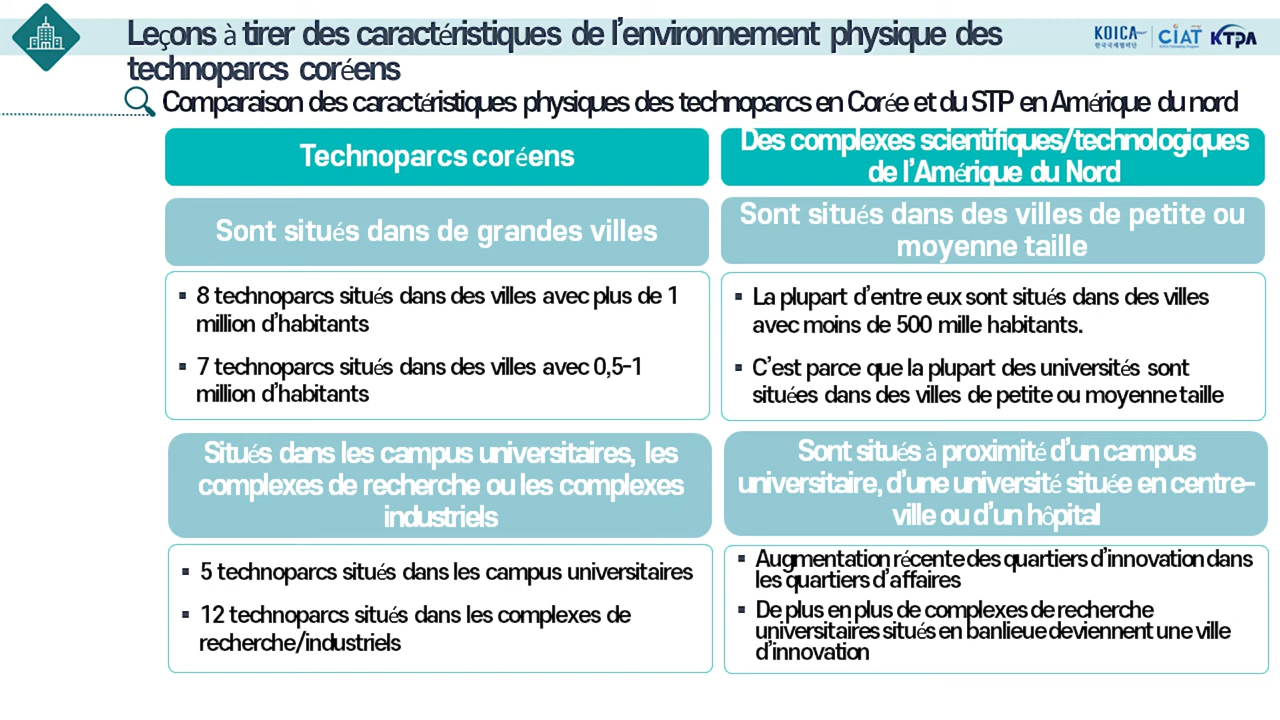 Leçons à tirer des caractéristiques de l'environnement physique des
technoparcs coréens
KOICA
한국국제협력단
CIAT
KTPA
Comparaison des caractéristiques physiques des technoparcs en Corée et du STP en Amérique du nord
Technoparcs coréens
Des complexes scientifiques/technologiques
de l'Amérique du Nord
Sont situés dans de grandes villes
Sont situés dans des villes de petite ou
moyenne taille
▪ 8 technoparcs situés dans des villes avec plus de 1
million d'habitants
▪ 7 technoparcs situés dans des villes avec 0,5-1
million d'habitants
▪ La plupart d'entre eux sont situés dans des villes
avec moins de 500 mille habitants.
▪ C'est parce que la plupart des universités sont
situées dans des villes de petite ou moyenne taille
Situés dans les campus universitaires, les
complexes de recherche ou les complexes
industriels
Sont situés à proximité d'un campus
universitaire, d'une université située en centre-
ville ou d'un hôpital
▪ 5 technoparcs situés dans les campus universitaires
▪ 12 technoparcs situés dans les complexes de
recherche/industriels
▪ Augmentation récente des quartiers d'innovation dans
les quartiers d'affaires
▪ De plus en plus de complexes de recherche
universitaires situés en banlieue deviennent une ville
d'innovation